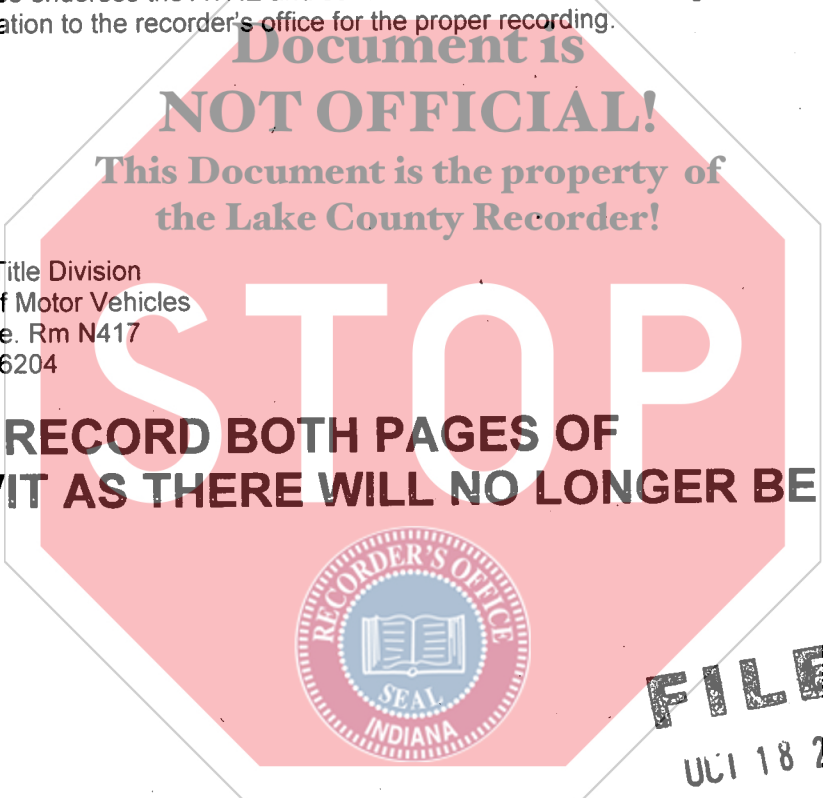 ation to the recorder's office for the proper recording.
Document is
NOT OFFICIAL!
This Document is the property of
the Lake County Recorder!
STOP
Title Division
f Motor Vehicles
e. Rm N417
6204
RECORD BOTH PAGES OF
IT AS THERE WILL NO LONGER BE
RECORDER'S OFFICE
SEAL
INDIANA
FILE
OCT 18 2